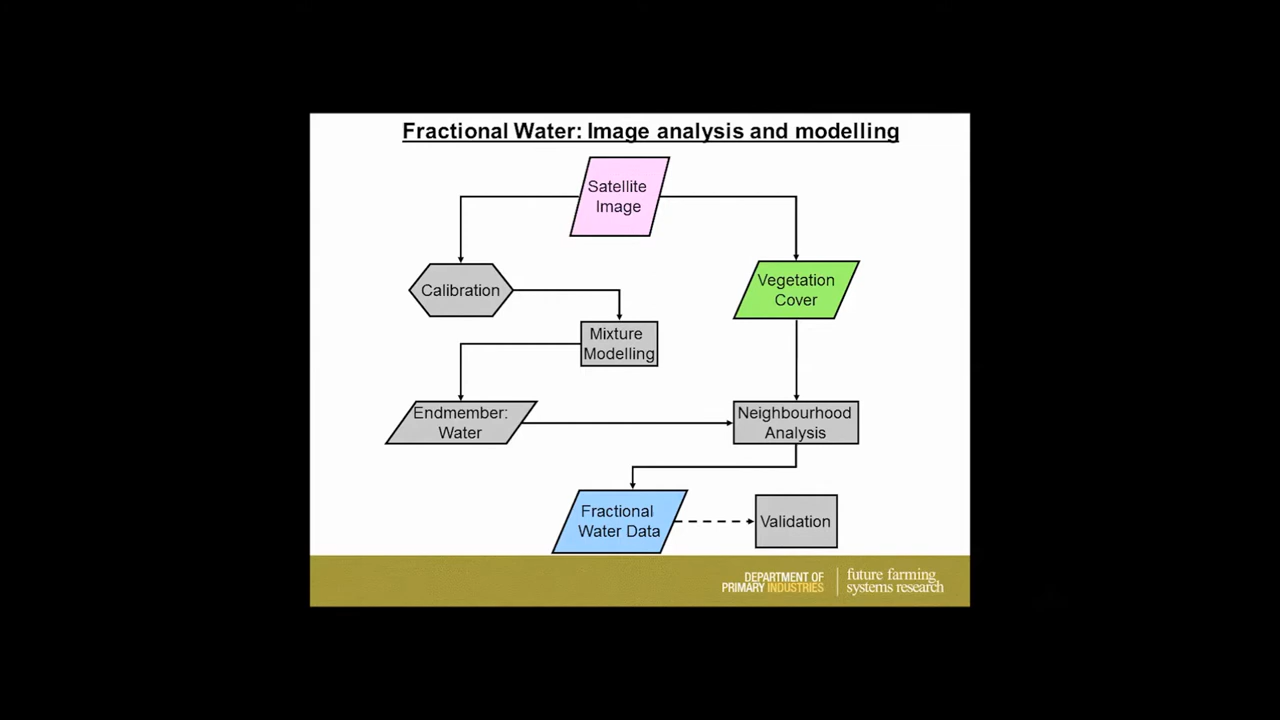 Fractional Water: Image analysis and modelling
Satellite
Image
Calibration
Vegetation
Cover
Mixture
Modelling
Endmember:
Water
Neighbourhood
Analysis
Fractional
Water Data
Validation
DEPARTMENT OF
PRIMARY INDUSTRIES
future farming
systems research